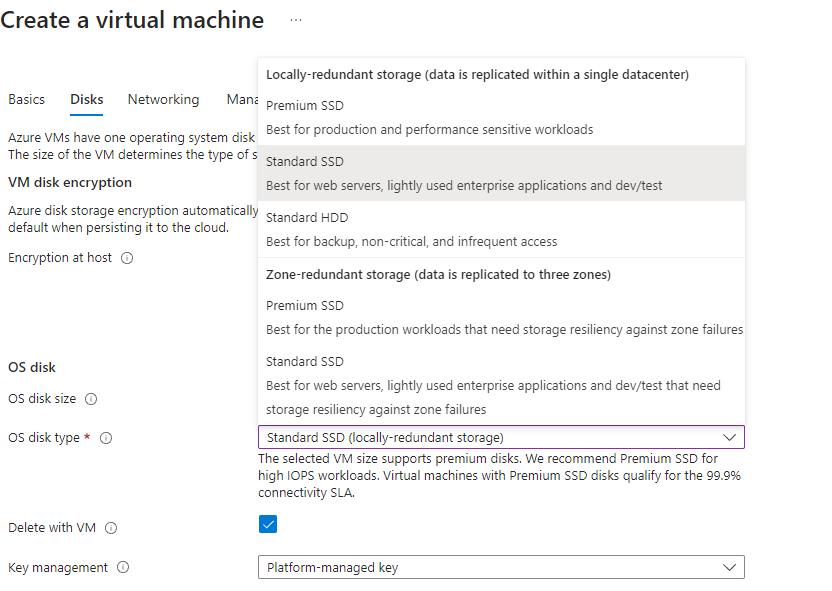 Create a virtual machine ...
Basics Disks Networking Mana
Azure VMs have one operating system disk
The size of the VM determines the type of s
VM disk encryption
Azure disk storage encryption automatically
default when persisting it to the cloud.
Encryption at host
Locally-redundant storage (data is replicated within a single datacenter)
Premium SSD
Best for production and performance sensitive workloads
Standard SSD
Best for web servers, lightly used enterprise applications and dev/test
Standard HDD
Best for backup, non-critical, and infrequent access
Zone-redundant storage (data is replicated to three zones)
Premium SSD
Best for the production workloads that need storage resiliency against zone failures
Standard SSD
Best for web servers, lightly used enterprise applications and dev/test that need
storage resiliency against zone failures
OS disk
OS disk size
OS disk type *
Standard SSD (locally-redundant storage)
The selected VM size supports premium disks. We recommend Premium SSD for
high IOPS workloads. Virtual machines with Premium SSD disks qualify for the 99.9%
connectivity SLA.
Delete with VM
Key management
Platform-managed key